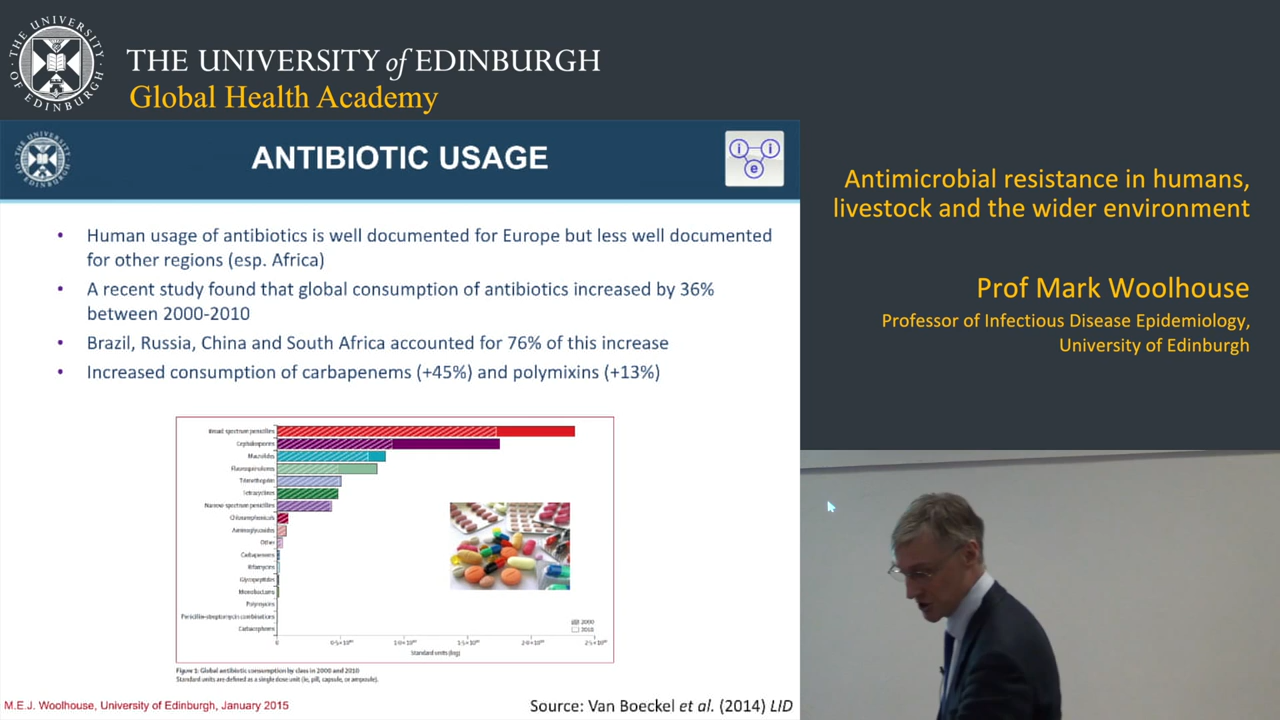 THE UNIVERSITY of EDINBURGH
Global Health Academy
ANTIBIOTIC USAGE
i i
e
• Human usage of antibiotics is well documented for Europe but less well documented
for other regions (esp. Africa)
• A recent study found that global consumption of antibiotics increased by 36%
between 2000-2010
• Brazil, Russia, China and South Africa accounted for 76% of this increase
• Increased consumption of carbapenems (+45%) and polymixins (+13%)
Broad spectrum penicillins
Cephalosporins
Macrolides
Fluoroquinolones
Trimethoprim
Tetracyclines
Narrow spectrum penicillins
Chloramphenicols
Aminoglycosides
Other
Carbapenems
Rifamycins
Glycopeptides
Monobactams
Polymyxins
Penicillin-streptomycin combinations
2000
2010
0
Standard units (log)
Figure 1: Global antibiotic consumption by class in 2000 and 2010
Standard units are defined as a single dose unit (ie, pill, capsule, or ampoule).
M.E.J. Woolhouse, University of Edinburgh, January 2015
Source: Van Boeckel et al. (2014) LID
Antimicrobial resistance in humans,
livestock and the wider environment
Prof Mark Woolhouse
Professor of Infectious Disease Epidemiology,
University of Edinburgh